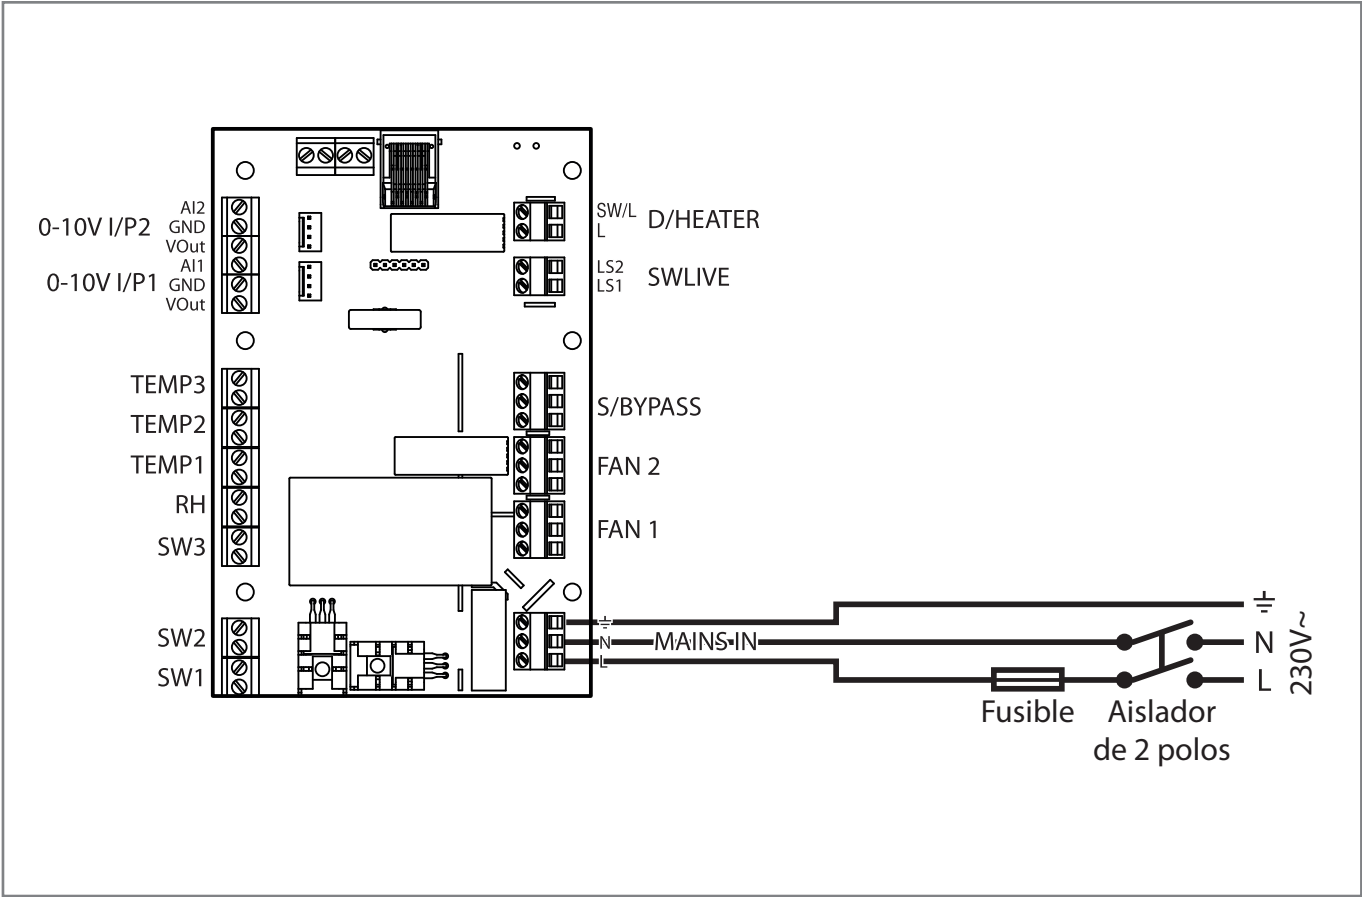 AI2
0-10V I/P2 GND
VOut
AI1
0-10V I/P1 GND
VOut
TEMP3
TEMP2
TEMP1
RH
SW3
SW2
SW1
SW/L D/HEATER
L
LS2 SWLIVE
LS1
S/BYPASS
FAN 2
FAN 1
N MAINS IN
L
N
L
230V~
Fusible
Aislador
de 2 polos